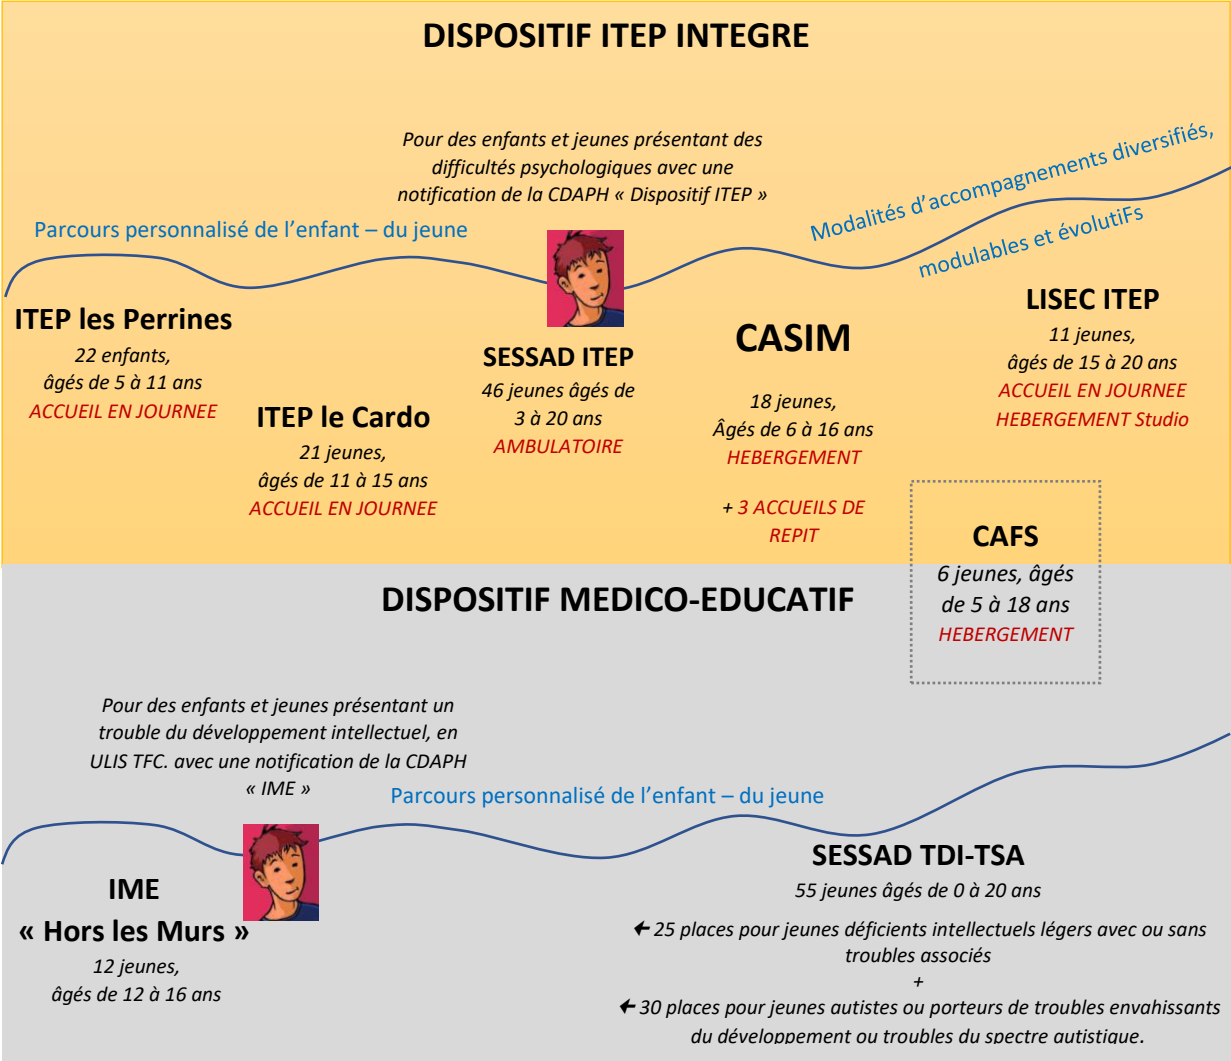 DISPOSITIF ITEP INTEGRE
Pour des enfants et jeunes présentant des
difficultés psychologiques avec une
notification de la CDAPH « Dispositif ITEP »
Parcours personnalisé de l’enfant – du jeune
Modalités d’accompagnements diversifiés,
modulables et évolutiFs
ITEP les Perrines
22 enfants,
âgés de 5 à 11 ans
ACCUEIL EN JOURNEE
ITEP le Cardo
21 jeunes,
âgés de 11 à 15 ans
ACCUEIL EN JOURNEE
SESSAD ITEP
46 jeunes âgés de
3 à 20 ans
AMBULATOIRE
CASIM
18 jeunes,
Âgés de 6 à 16 ans
HEBERGEMENT
+ 3 ACCUEILS DE
REPIT
LISEC ITEP
11 jeunes,
âgés de 15 à 20 ans
ACCUEIL EN JOURNEE
HEBERGEMENT Studio
CAFS
6 jeunes, âgés
de 5 à 18 ans
HEBERGEMENT
DISPOSITIF MEDICO-EDUCATIF
Pour des enfants et jeunes présentant un
trouble du développement intellectuel, en
ULIS TFC. avec une notification de la CDAPH
« IME »
Parcours personnalisé de l’enfant – du jeune
IME
« Hors les Murs »
12 jeunes,
âgés de 12 à 16 ans
SESSAD TDI-TSA
55 jeunes âgés de 0 à 20 ans
🡰 25 places pour jeunes déficients intellectuels légers avec ou sans
troubles associés
+
🡰 30 places pour jeunes autistes ou porteurs de troubles envahissants
du développement ou troubles du spectre autistique.